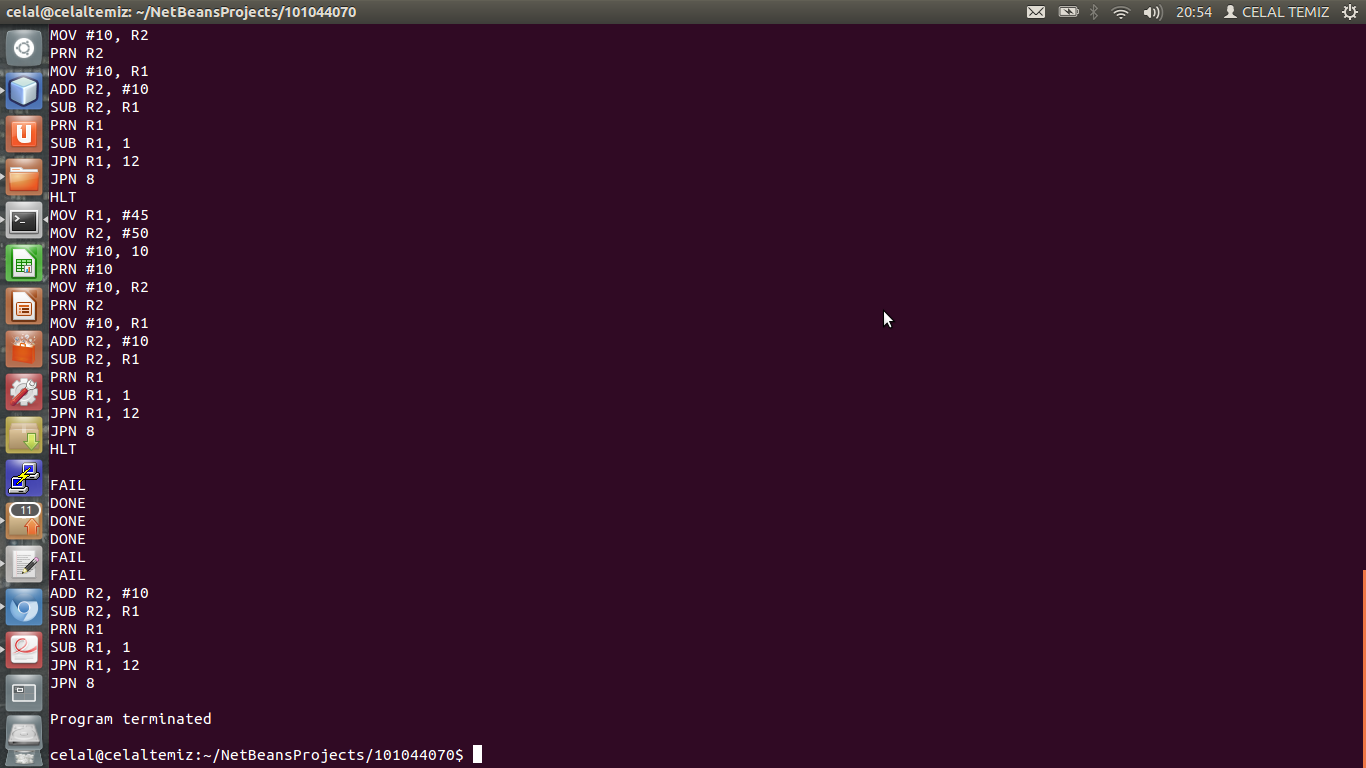 celal@celaltemiz: ~/NetBeansProjects/101044070
20:54 CELAL TEMIZ
MOV #10, R2
PRN R2
MOV #10, R1
ADD R2, #10
SUB R2, R1
PRN R1
SUB R1, 1
JPN R1, 12
JPN 8
HLT
MOV R1, #45
MOV R2, #50
MOV #10, 10
PRN #10
MOV #10, R2
PRN R2
MOV #10, R1
ADD R2, #10
SUB R2, R1
PRN R1
SUB R1, 1
JPN R1, 12
JPN 8
HLT
FAIL
DONE
DONE
DONE
FAIL
FAIL
ADD R2, #10
SUB R2, R1
PRN R1
SUB R1, 1
JPN R1, 12
JPN 8
Program terminated
celal@celaltemiz:~/NetBeansProjects/101044070$
11